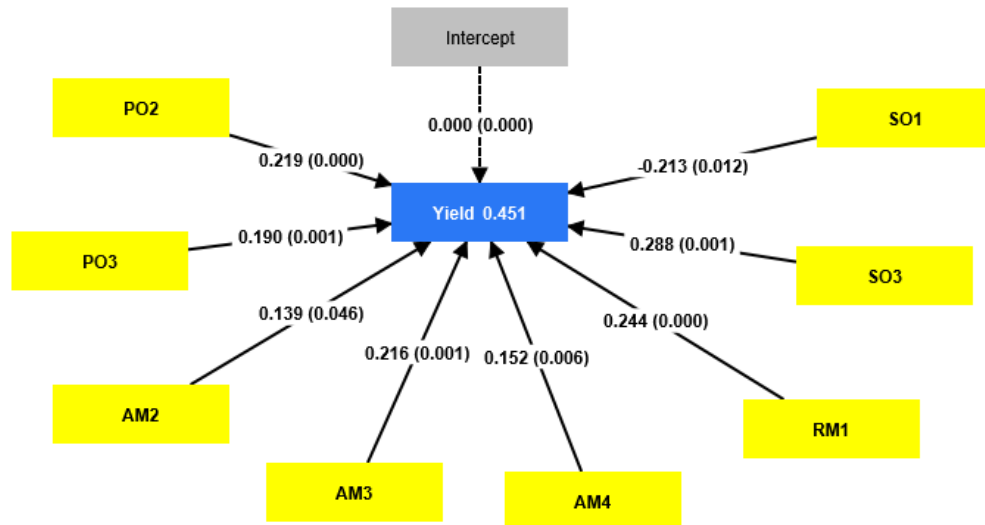 Intercept
PO2
SO1
0.000 (0.000)
0.219 (0.000)
-0.213 (0.012)
Yield 0.451
0.190 (0.001)
0.288 (0.001)
PO3
SO3
0.139 (0.046)
0.244 (0.000)
0.216 (0.001)
0.152 (0.006)
AM2
RM1
AM3
AM4